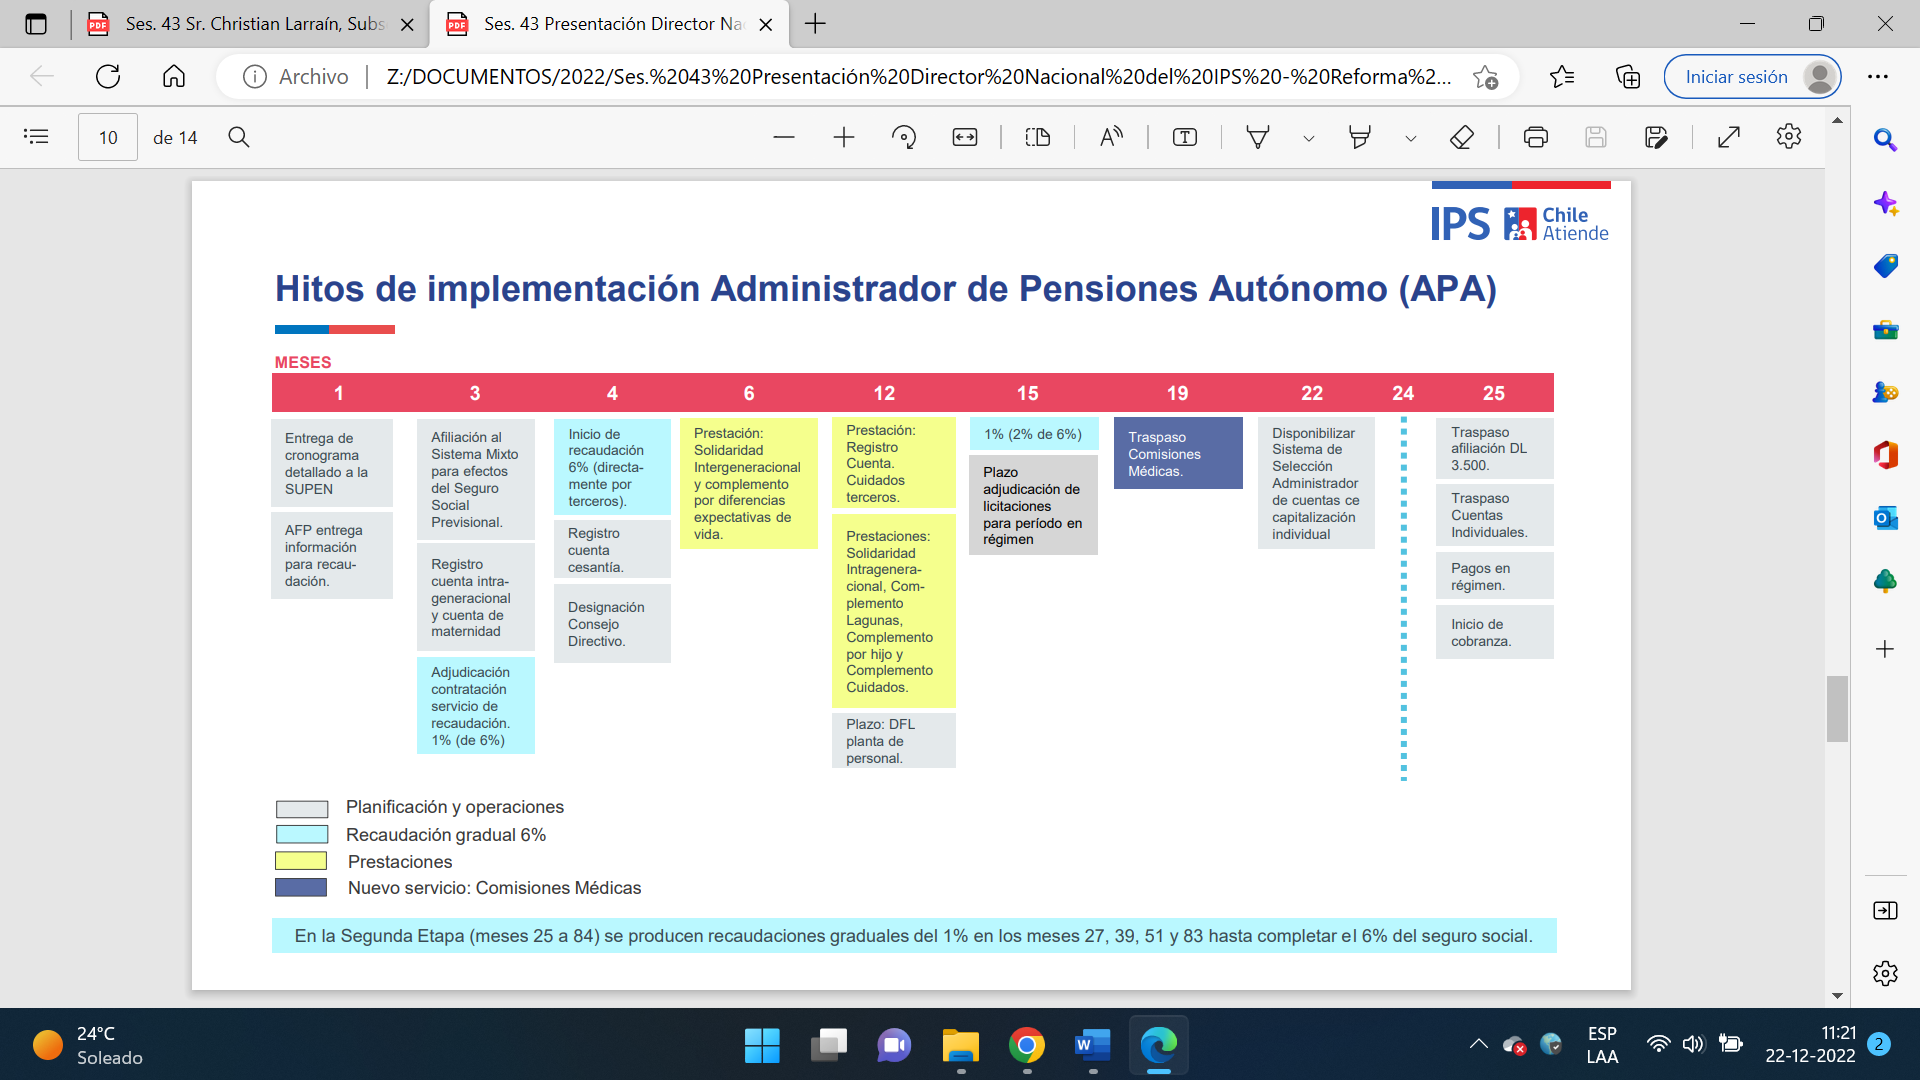 Ses. 43 Sr. Christian Larraín, Subs
Ses. 43 Presentación Director Na
Archivo
Z:/DOCUMENTOS/2022/Ses.%2043%20Presentación%20Director%20Nacional%20del%20IPS%20-%20Reforma%2...
Iniciar sesión
10
de 14
IPS
Chile
Atiende
Hitos de implementación Administrador de Pensiones Autónomo (APA)
MESES
1
3
4
6
12
15
19
22
24
25
Entrega de
cronograma
detallado a la
SUPEN
AFP entrega
información
para recau-
dación.
Afiliación al
Sistema Mixto
para efectos
del Seguro
Social
Previsional.
Registro
cuenta intra-
generacional
y cuenta de
maternidad
Adjudicación
contratación
servicio de
recaudación.
1% (de 6%)
Inicio de
recaudación
6% (directa-
mente por
terceros).
Registro
cuenta
cesantía.
Designación
Consejo
Directivo.
Prestación:
Solidaridad
Intergeneracional
y complemento
por diferencias
expectativas de
vida.
Prestación:
Registro
Cuenta.
Cuidados
terceros.
Prestaciones:
Solidaridad
Intragenera-
cional, Com-
plemento
Lagunas,
Complemento
por hijo y
Complemento
Cuidados.
Plazo: DFL
planta de
personal.
1% (2% de 6%)
Plazo
adjudicación de
licitaciones
para período en
régimen
Traspaso
Comisiones
Médicas.
Disponibilizar
Sistema de
Selección
Administrador
de cuentas ce
capitalización
individual
Traspaso
afiliación DL
3.500.
Traspaso
Cuentas
Individuales.
Pagos en
régimen.
Inicio de
cobranza.
Planificación y operaciones
Recaudación gradual 6%
Prestaciones
Nuevo servicio: Comisiones Médicas
En la Segunda Etapa (meses 25 a 84) se producen recaudaciones graduales del 1% en los meses 27, 39, 51 y 83 hasta completar el 6% del seguro social.
24°C
Soleado
ESP
LAA
11:21
22-12-2022
2